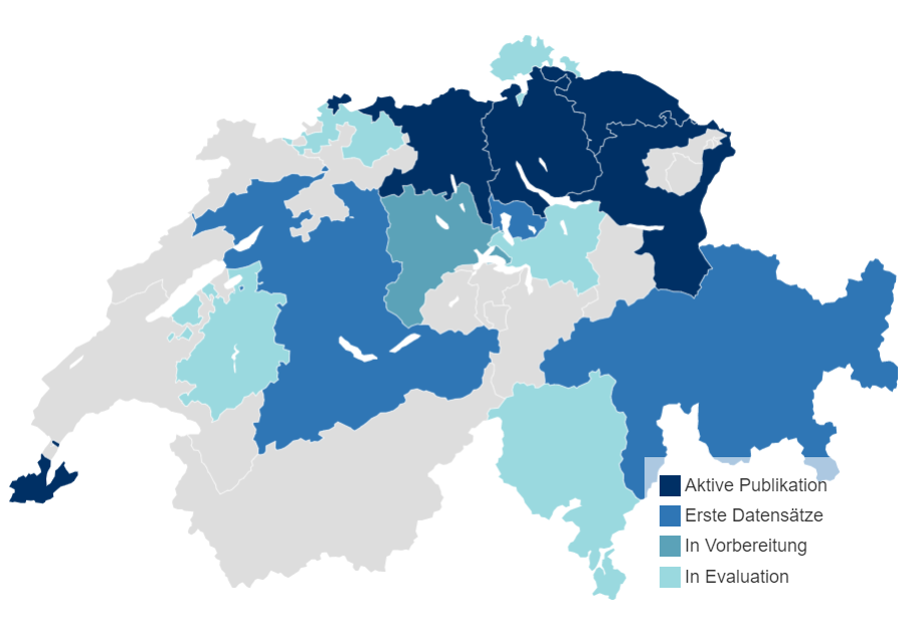 Aktive Publikation
Erste Datensätze
In Vorbereitung
In Evaluation